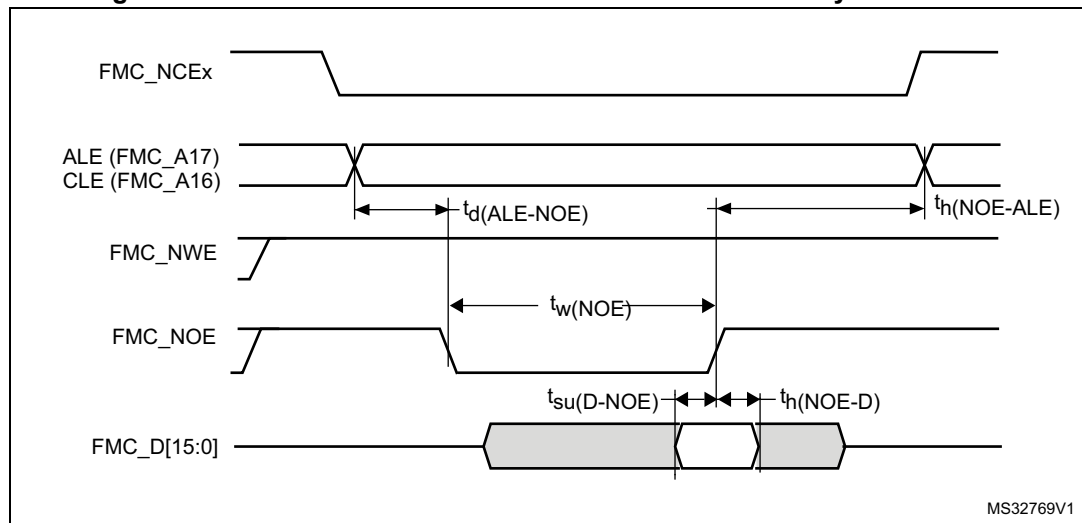 FMC_NCEx
ALE (FMC_A17)
CLE (FMC_A16)
td(ALE-NOE)
th(NOE-ALE)
FMC_NWE
tw(NOE)
FMC_NOE
tsu(D-NOE)
th(NOE-D)
FMC_D[15:0]
MS32769V1